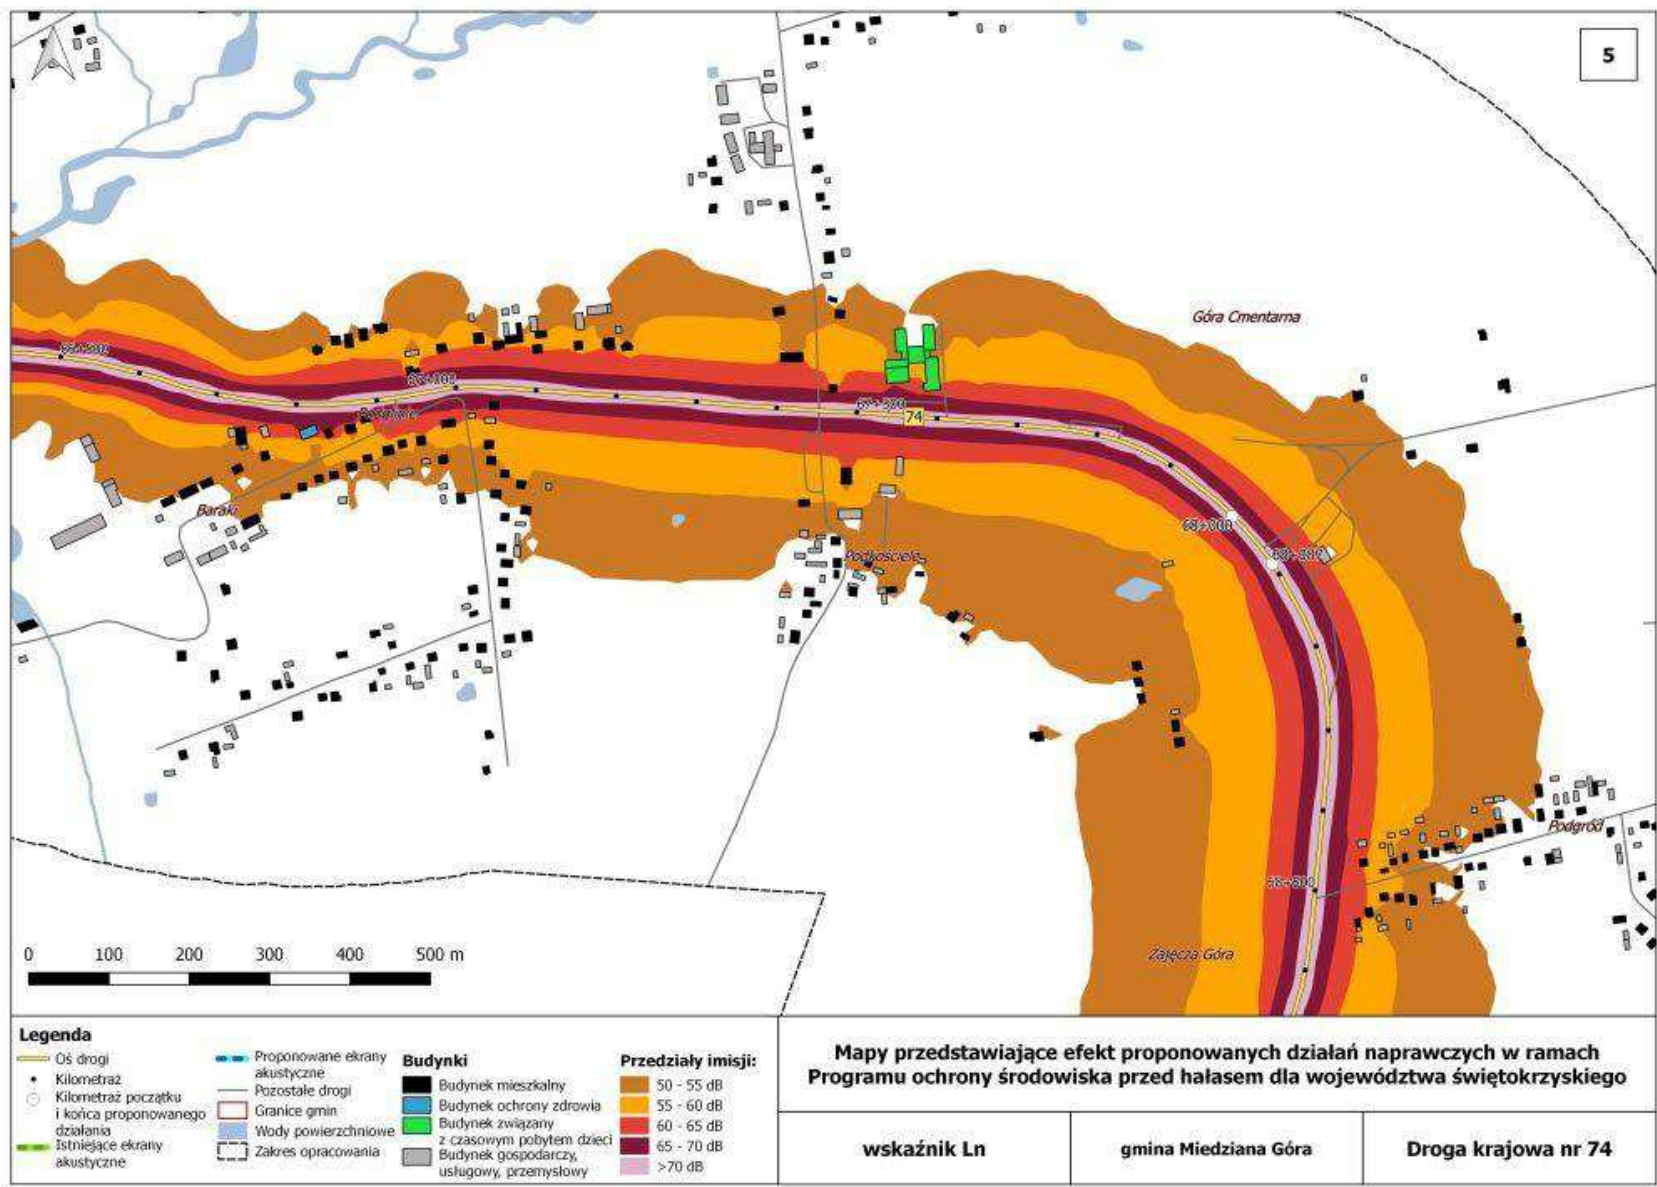 5
Góra Cmentarna
74
Baraki
68+000
Podkościele
Podgród
68+500
Zajęcza Góra
0 100 200 300 400 500 m
Legenda
Oś drogi
Kilometraż
Kilometraż początku
i końca proponowanego
działania
Istniejące ekrany
akustyczne
Proponowane ekrany
akustyczne
Pozostałe drogi
Granice gmin
Wody powierzchniowe
Zakres opracowania
Budynki
Budynek mieszkalny
Budynek ochrony zdrowia
Budynek związany
z czasowym pobytem dzieci
Budynek gospodarczy,
usługowy, przemysłowy
Przedziały imisji:
50 - 55 dB
55 - 60 dB
60 - 65 dB
65 - 70 dB
>70 dB
Mapy przedstawiające efekt proponowanych działań naprawczych w ramach
Programu ochrony środowiska przed hałasem dla województwa świętokrzyskiego
wskaźnik Ln
gmina Miedziana Góra
Droga krajowa nr 74